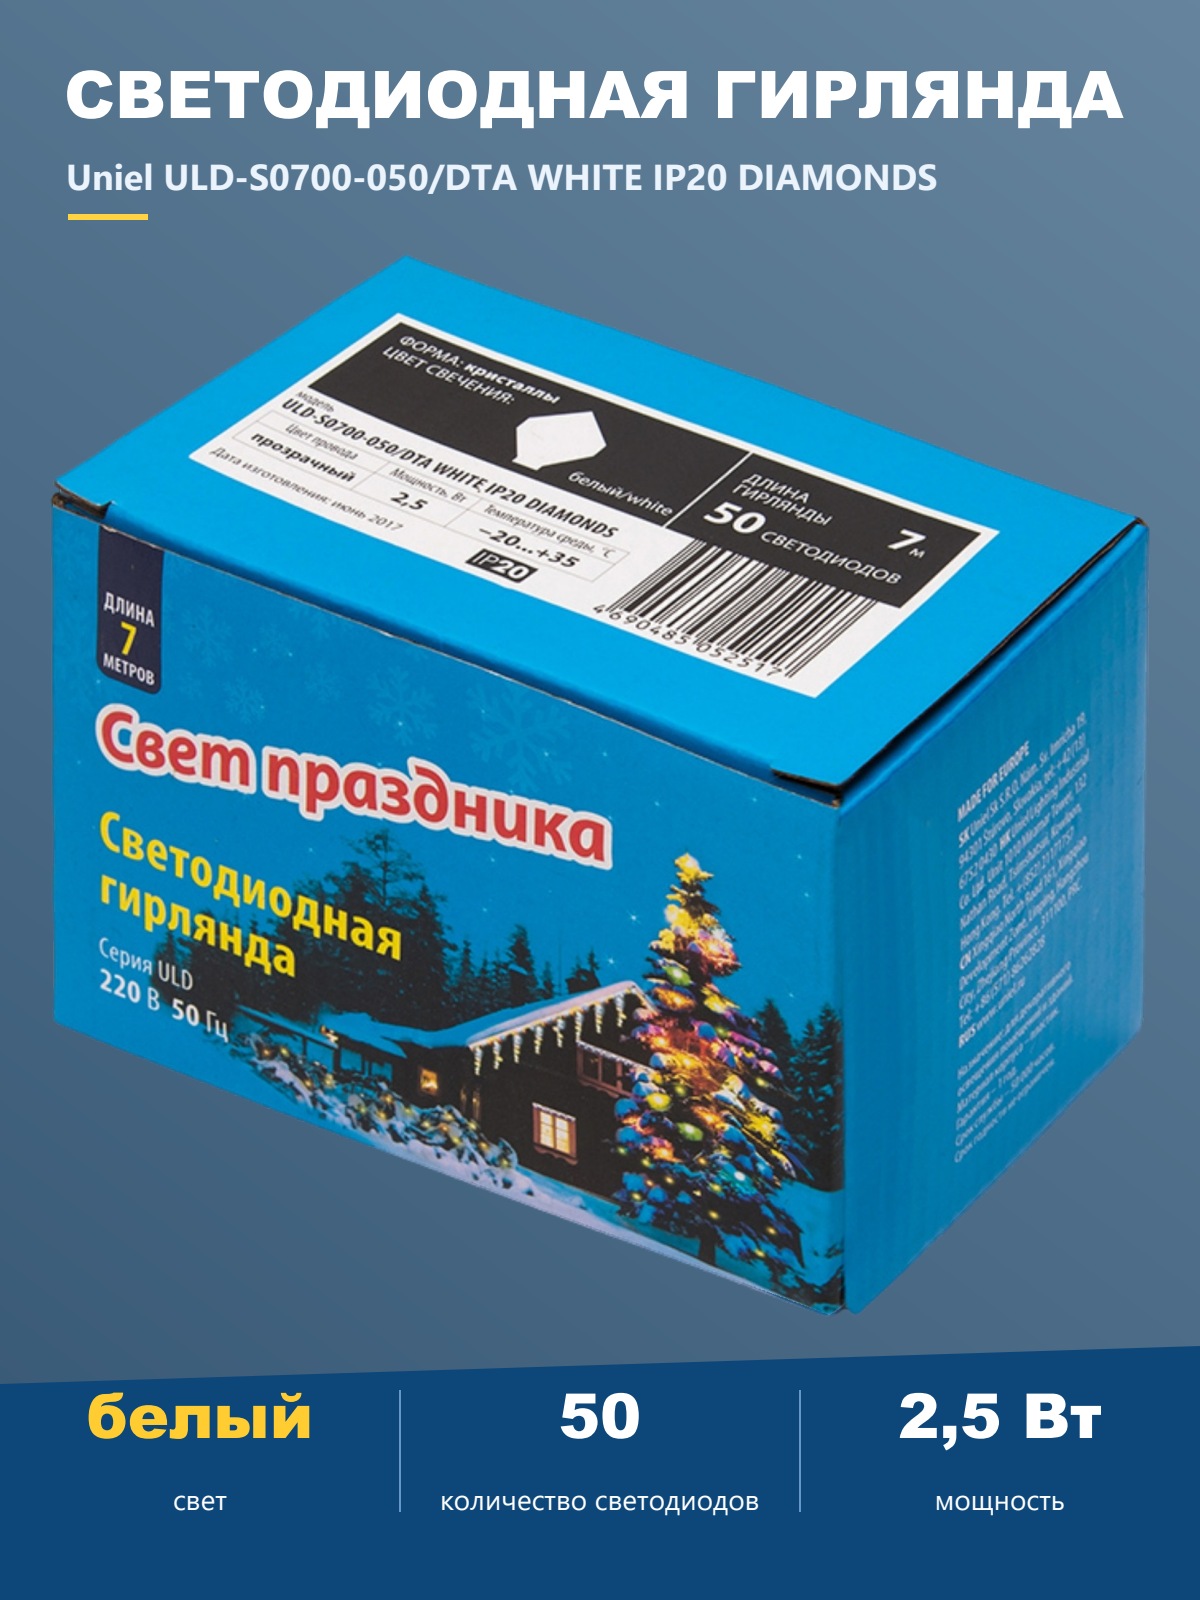 СВЕТОДИОДНАЯ ГИРЛЯНДА
Uniel ULD-S0700-050/DTA WHITE IP20 DIAMONDS
ФОРМА: кристаллы
ЦВЕТ СВЕЧЕНИЯ:
белый/white
ДЛИНА
ГИРЛЯНДЫ
7 м
50 СВЕТОДИОДОВ
модель
ULD-S0700-050/DTA WHITE IP20 DIAMONDS
Цвет провода
прозрачный
Мощность, Вт
2,5
Температура среды, °С
–20...+35
Дата изготовления: июнь 2017
IP20
4690485052517
ДЛИНА
7
МЕТРОВ
Свет праздника
Светодиодная
гирлянда
Серия ULD
220 В 50 Гц
MADE FOR EUROPE
белый
свет
50
количество светодиодов
2,5 Вт
мощность